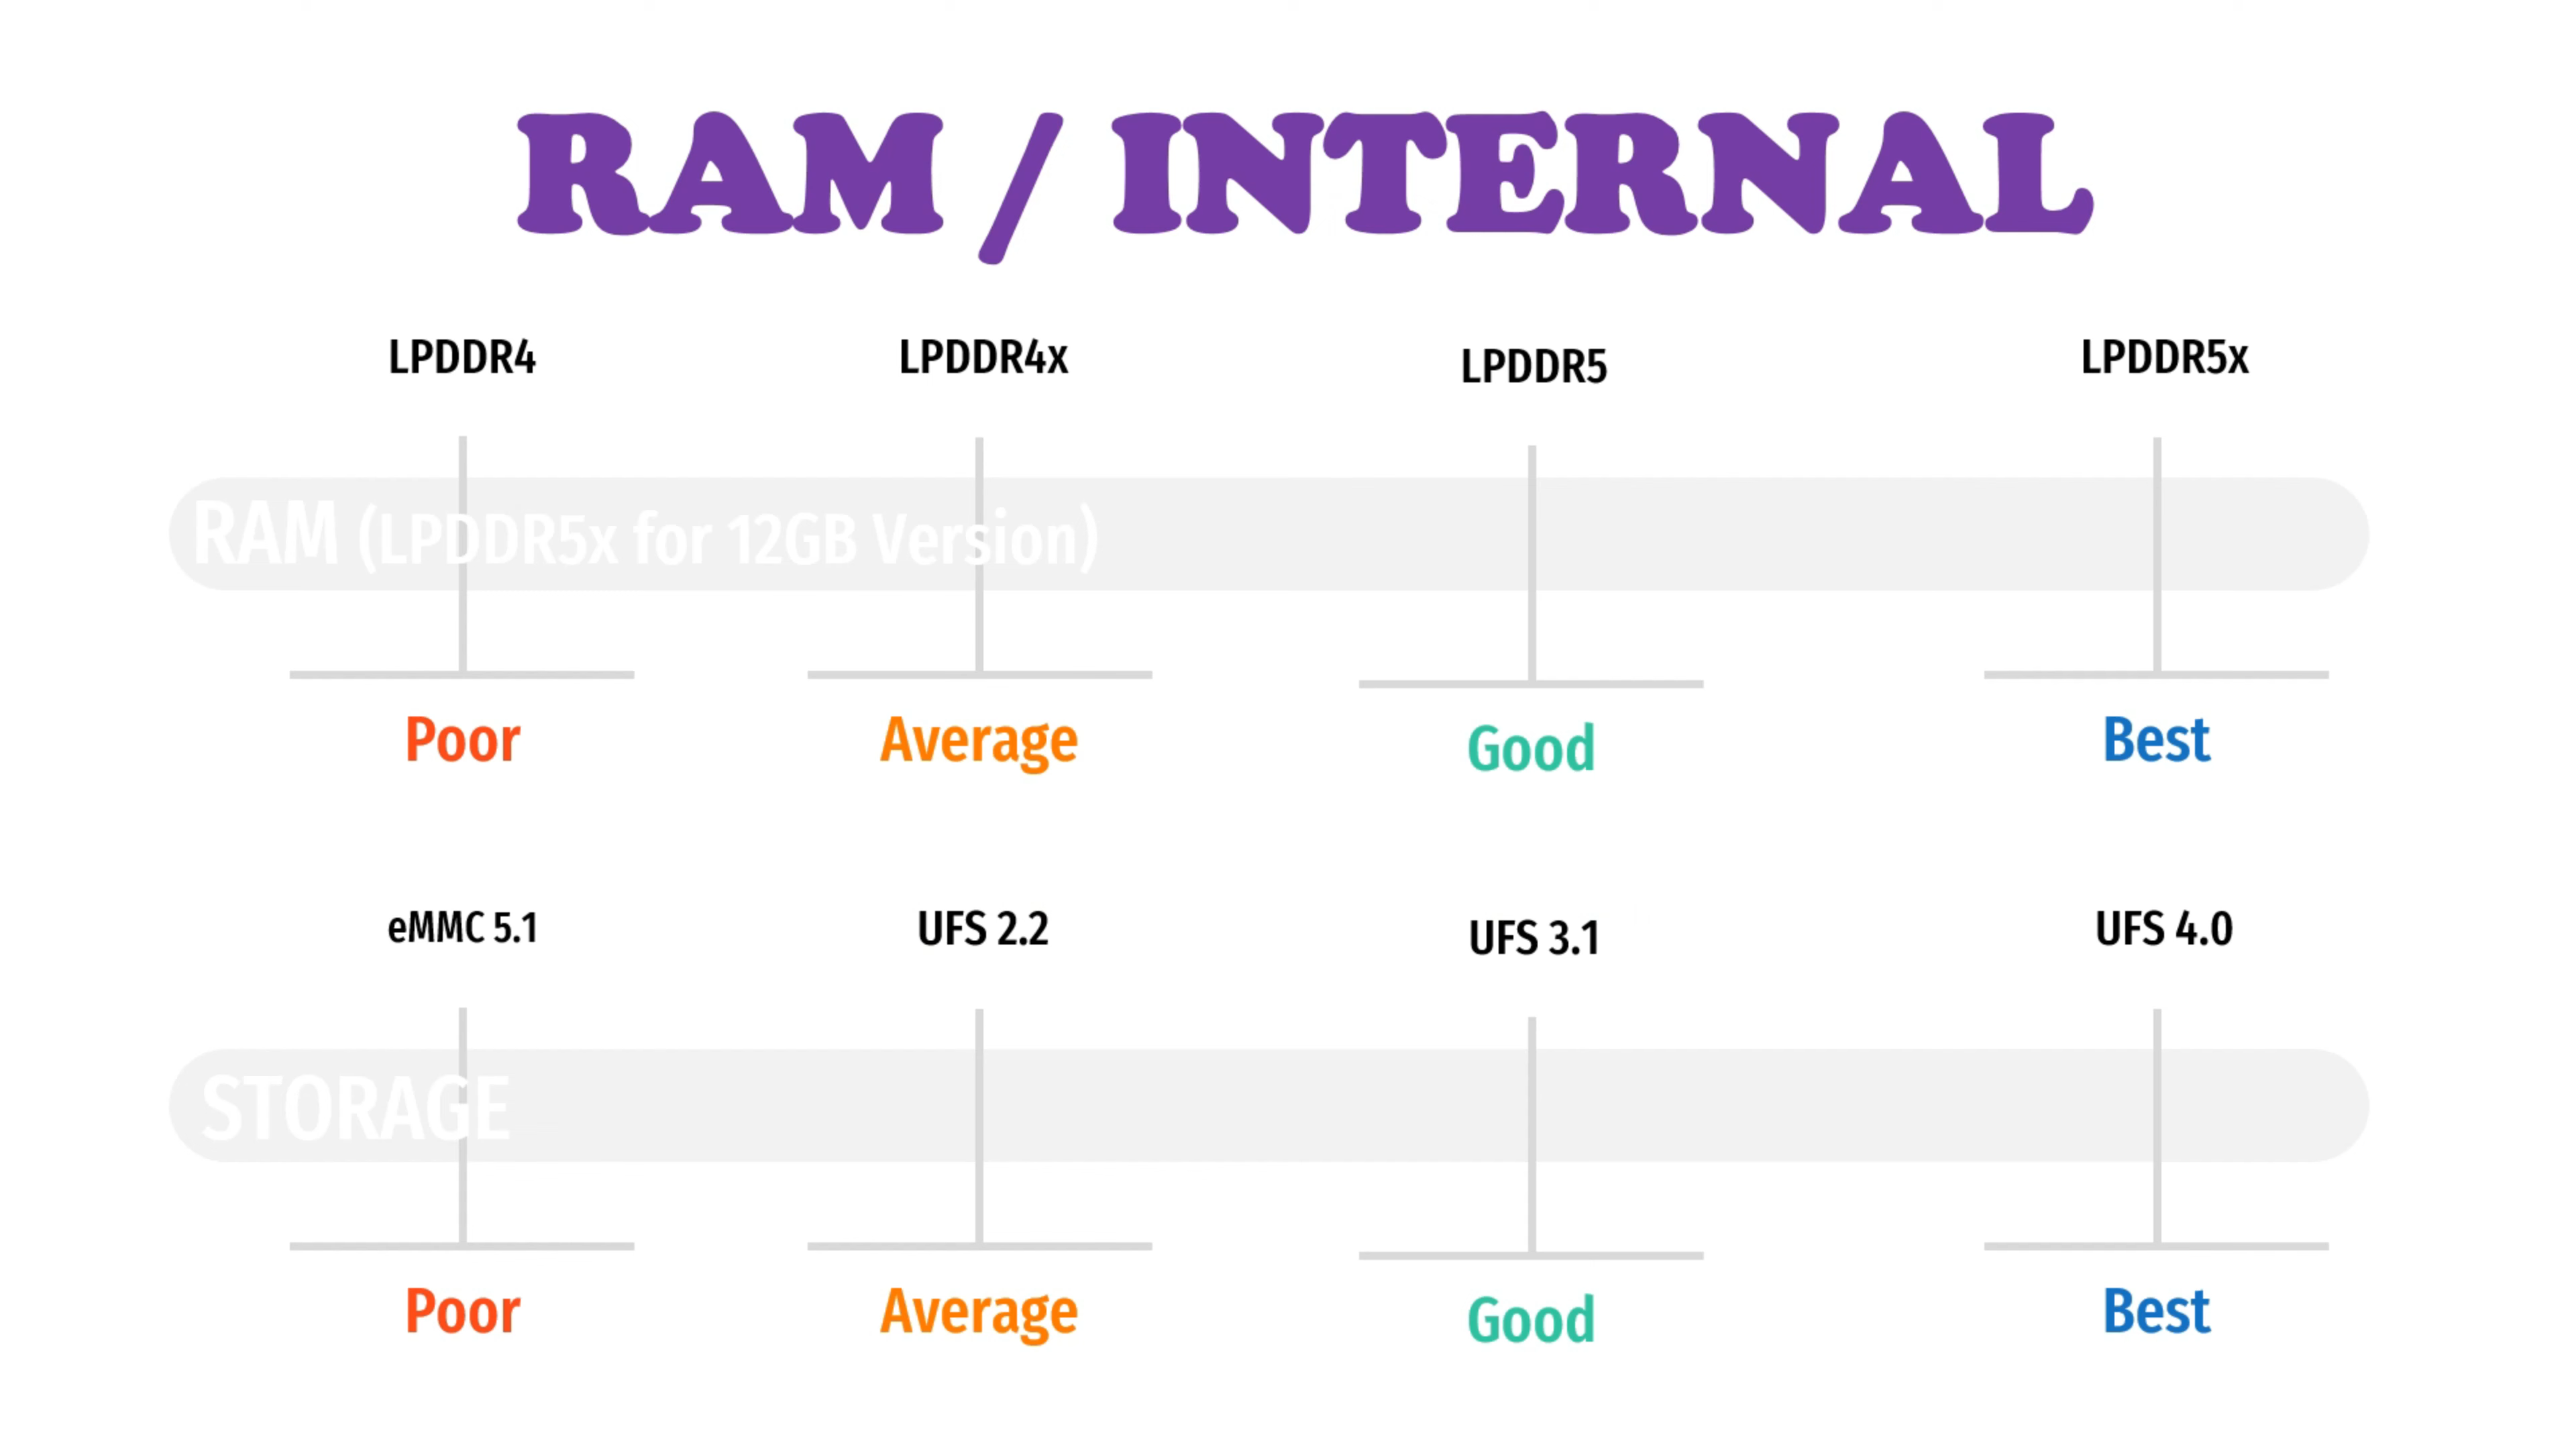 RAM / INTERNAL
LPDDR4 LPDDR4x LPDDR5 LPDDR5x
RAM (LPDDR5x for 12GB Version)
Poor Average Good Best
eMMC 5.1 UFS 2.2 UFS 3.1 UFS 4.0
STORAGE
Poor Average Good Best